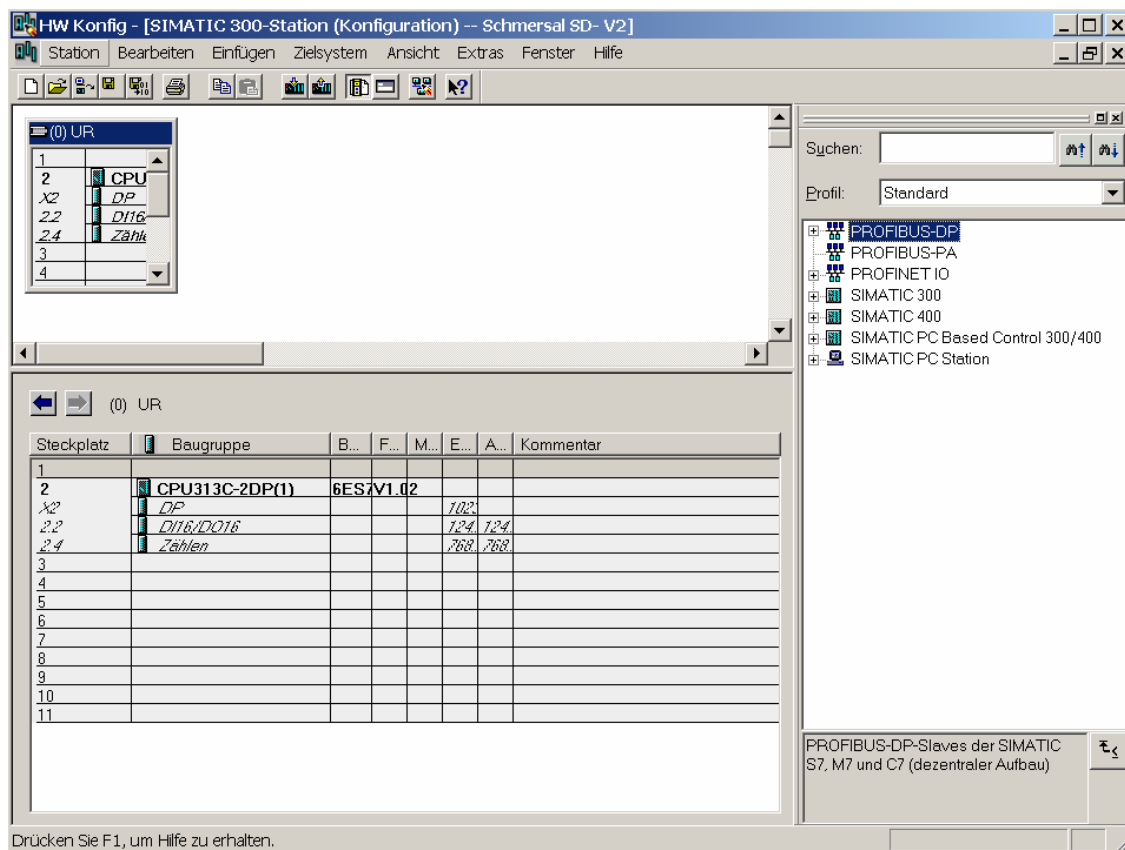 HW Konfig - [SIMATIC 300-Station (Konfiguration) -- Schmersal SD- V2]
Station Bearbeiten Einfügen Zielsystem Ansicht Extras Fenster Hilfe
(0) UR
1
2 CPU
X2 DP
2.2 DI16
2.4 Zähle
3
4
Suchen:
Profil: Standard
PROFIBUS-DP
PROFIBUS-PA
PROFINET IO
SIMATIC 300
SIMATIC 400
SIMATIC PC Based Control 300/400
SIMATIC PC Station
(0) UR
Steckplatz Baugruppe B... F... M... E... A... Kommentar
1
2 CPU313C-2DP(1) 6ES7 V1.0 2
X2 DP 102
2.2 DI16/DO16 124. 124.
2.4 Zählen 768. 768.
3
4
5
6
7
8
9
10
11
PROFIBUS-DP-Slaves der SIMATIC
S7, M7 und C7 (dezentraler Aufbau)
Drücken Sie F1, um Hilfe zu erhalten.